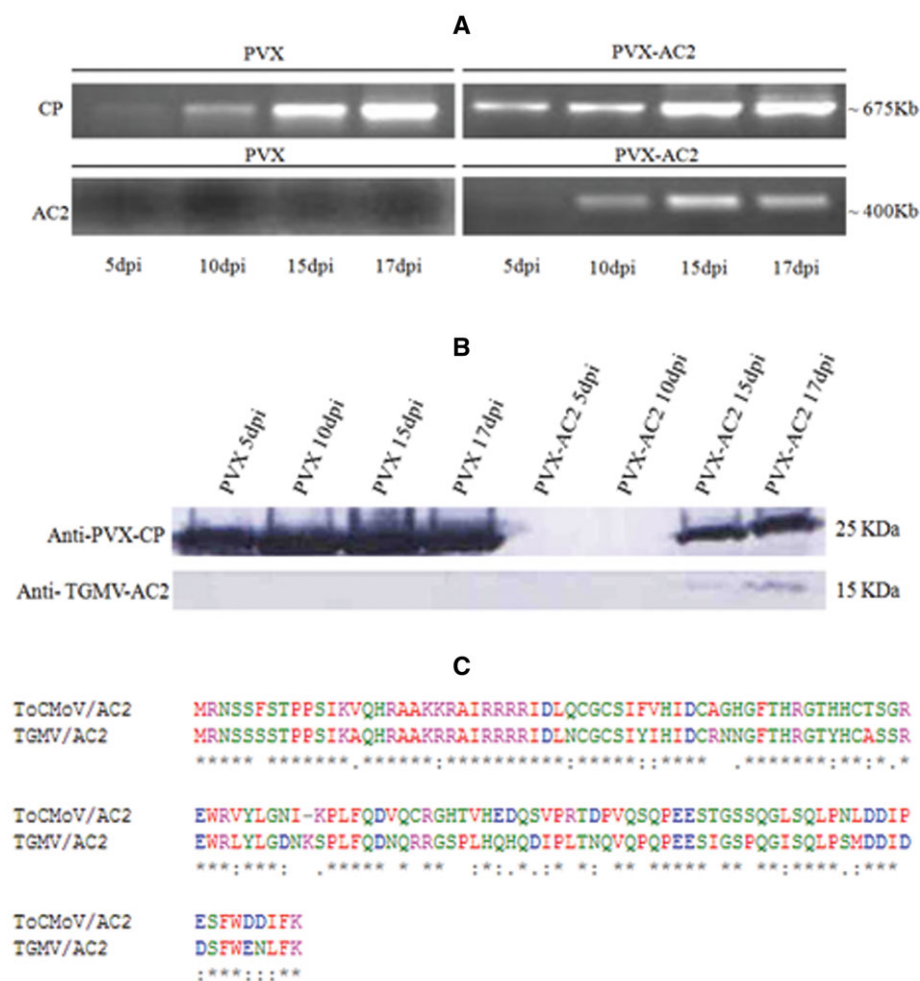 A
PVX PVX-AC2
CP ~ 675Kb
PVX PVX-AC2
AC2 ~ 400Kb
5dpi 10dpi 15dpi 17dpi 5dpi 10dpi 15dpi 17dpi
B
PVX 5dpi PVX 10dpi PVX 15dpi PVX 17dpi PVX-AC2 5dpi PVX-AC2 10dpi PVX-AC2 15dpi PVX-AC2 17dpi
Anti-PVX-CP 25 KDa
Anti- TGMV-AC2 15 KDa
C
ToCMoV/AC2 MRNSSFSTPPSIKVQHRAAKKRAIRRRRIDLQCGCSIFVHIDCAGHGFTHRGTHHCTSGR
TGMV/AC2 MRNSSSSTPPSIKAQHRAAKRRAIRRRRIDLNCGCSIYIHIDCRNNGFTHRGTYHCASSR
***** *******.******:**********:*****::**** .*******:**:*.*
ToCMoV/AC2 EWRVYLGNI-KPLFQDVQCRGHTVHEDQSVPRTDPVQSQPEESTGSSQGLSQLPNLDDIP
TGMV/AC2 EWRLYLGDNKSPLFQDNQRRGSPLHQHQDIPLTNQVQPQPEESIGSPQGISQLPSMDDID
***:***: .***** * ** :*:.*.:* *: ** ***** ** **:****.:***
ToCMoV/AC2 ESFWDDIFK
TGMV/AC2 DSFWENLFK
:***:::**